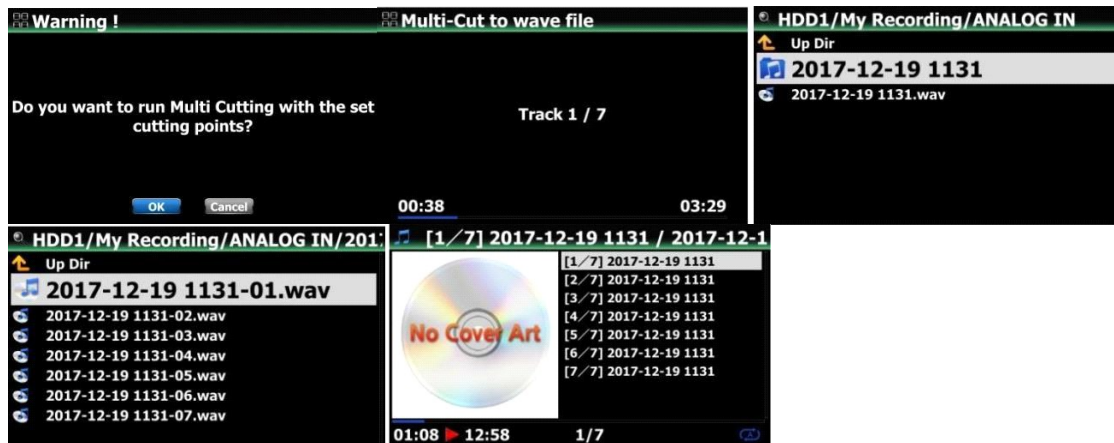 Warning !
Do you want to run Multi Cutting with the set
cutting points?
OK
Cancel
Multi-Cut to wave file
Track 1 / 7
00:38
03:29
HDD1/My Recording/ANALOG IN
Up Dir
2017-12-19 1131
2017-12-19 1131.wav
HDD1/My Recording/ANALOG IN/201
Up Dir
2017-12-19 1131-01.wav
2017-12-19 1131-02.wav
2017-12-19 1131-03.wav
2017-12-19 1131-04.wav
2017-12-19 1131-05.wav
2017-12-19 1131-06.wav
2017-12-19 1131-07.wav
[1/7] 2017-12-19 1131 / 2017-12-1
No Cover Art
[1/7] 2017-12-19 1131
[2/7] 2017-12-19 1131
[3/7] 2017-12-19 1131
[4/7] 2017-12-19 1131
[5/7] 2017-12-19 1131
[6/7] 2017-12-19 1131
[7/7] 2017-12-19 1131
01:08 12:58 1/7